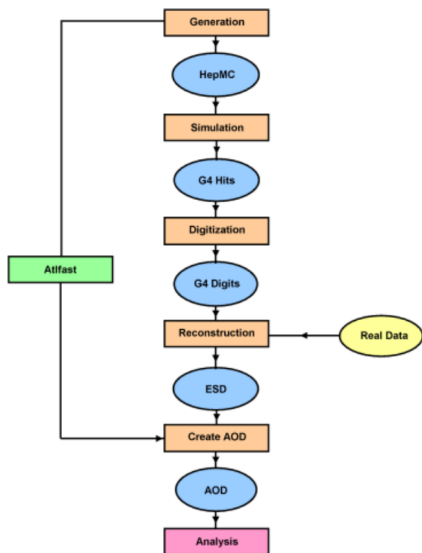 Generation
HepMC
Simulation
G4 Hits
Digitization
Atlfast
G4 Digits
Reconstruction
Real Data
ESD
Create AOD
AOD
Analysis